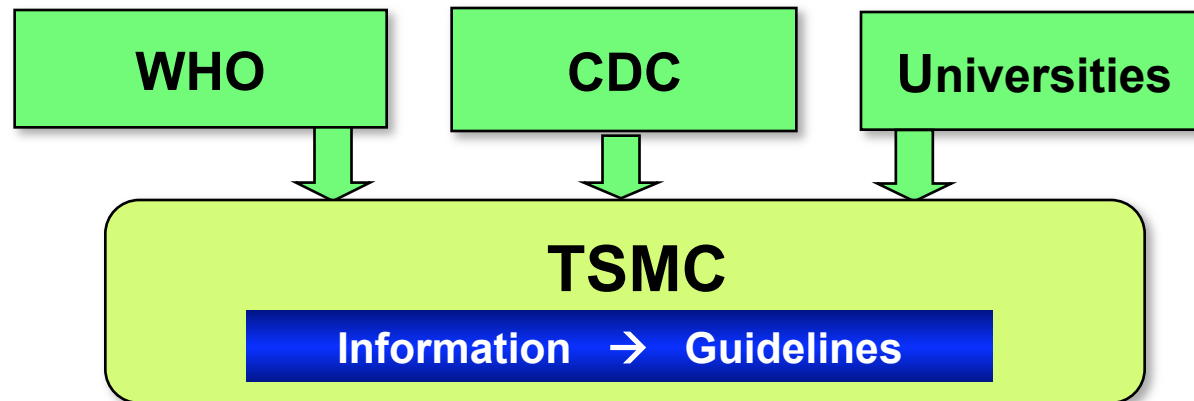 WHO
CDC
Universities
TSMC
Information → Guidelines